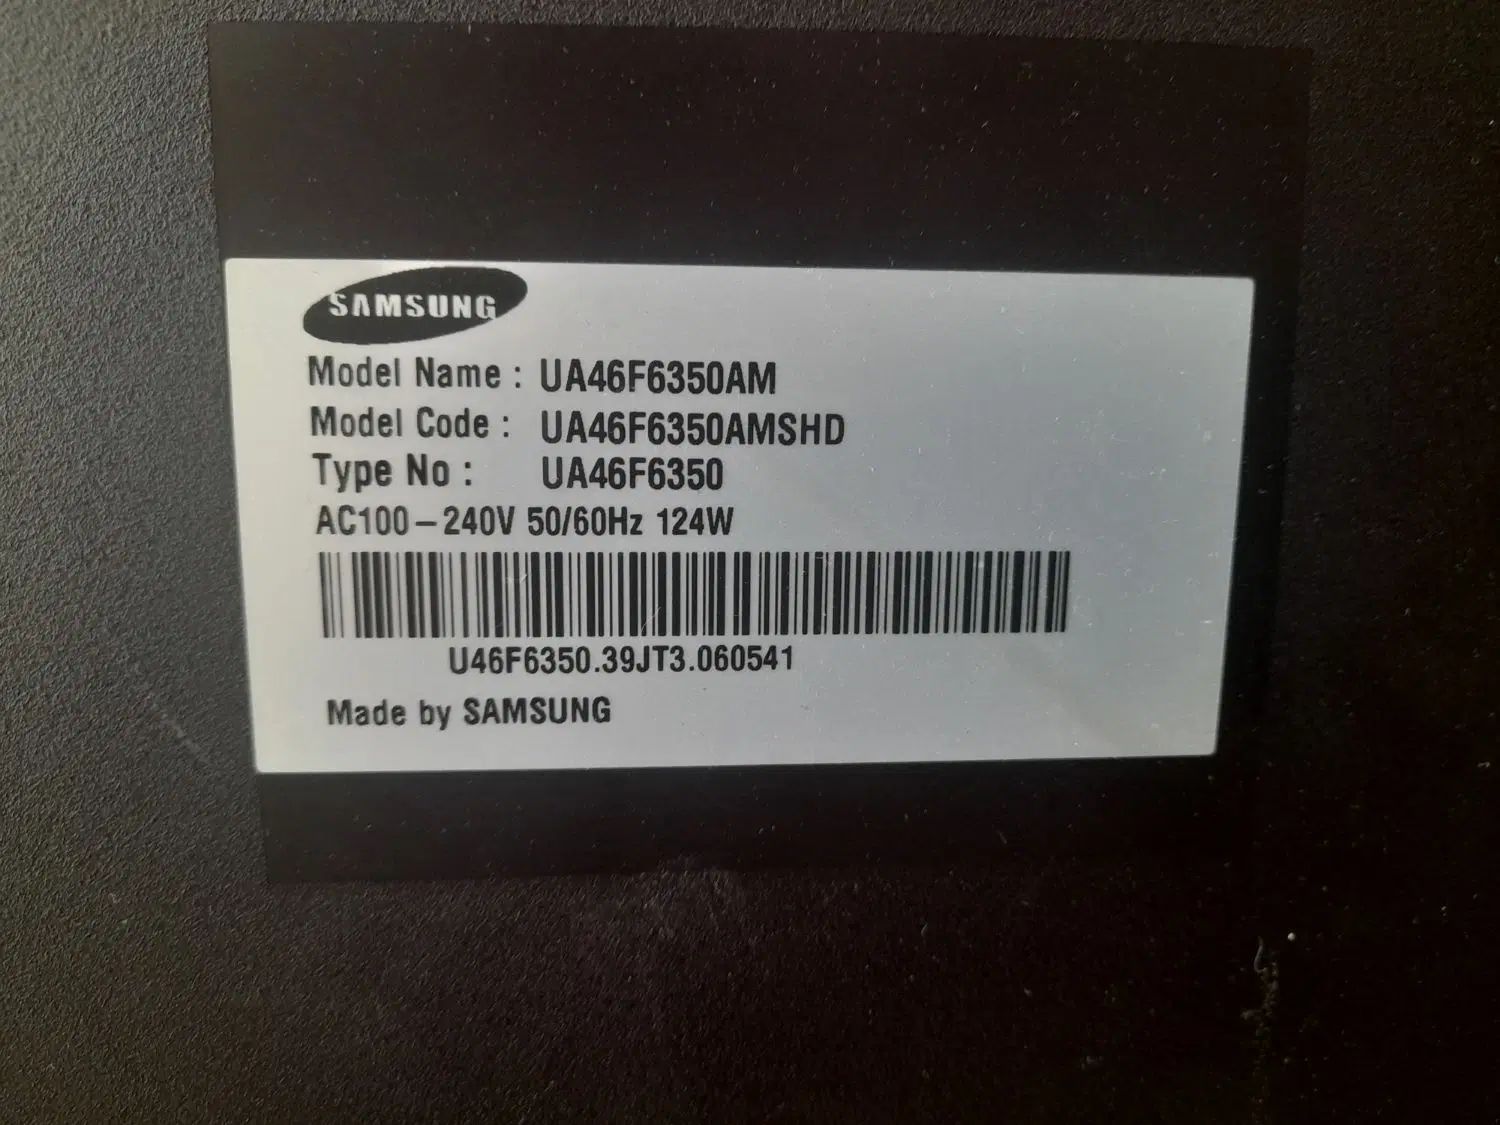 SAMSUNG
Model Name : UA46F6350AM
Model Code : UA46F6350AMSHD
Type No : UA46F6350
AC100-240V 50/60Hz 124W
U46F6350.39JT3.060541
Made by SAMSUNG